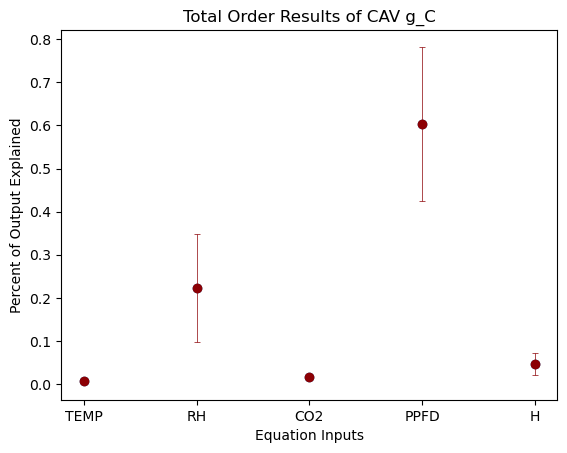 Total Order Results of CAV g_C
Percent of Output Explained
0.8
0.7
0.6
0.5
0.4
0.3
0.2
0.1
0.0
TEMP RH CO2 PPFD H
Equation Inputs